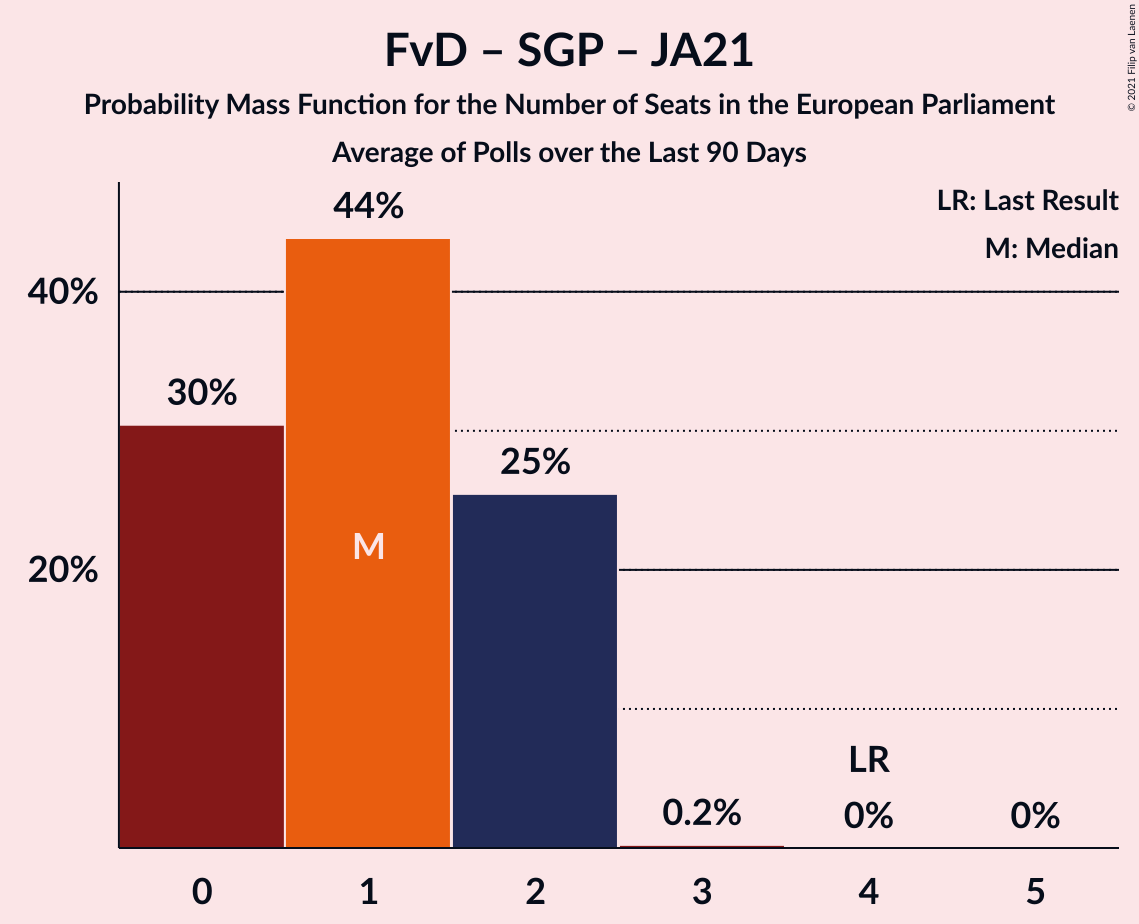 FvD – SGP – JA21
Probability Mass Function for the Number of Seats in the European Parliament
Average of Polls over the Last 90 Days
© 2021 Filip van Laenen
LR: Last Result
M: Median
44%
40%
30%
25%
M
20%
LR
0.2%
0%
0%
0
1
2
3
4
5